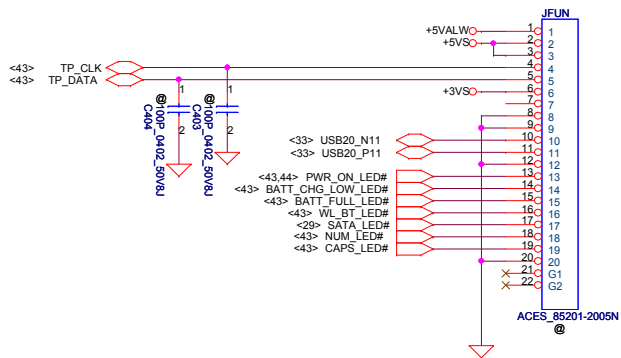 JFUN
+5VALW 1 1
+5VS 2 2
3 3
<43> TP_CLK 4 4
<43> TP_DATA 5 5
+3VS 6 6
7 7
8 8
9 9
<33> USB20_N11 10 10
<33> USB20_P11 11 11
12 12
<43,44> PWR_ON_LED# 13 13
<43> BATT_CHG_LOW_LED# 14 14
<43> BATT_FULL_LED# 15 15
<43> WL_BT_LED# 16 16
<29> SATA_LED# 17 17
<43> NUM_LED# 18 18
<43> CAPS_LED# 19 19
20 20
21 G1
22 G2
ACES_85201-2005N
@
1
2
@100P_0402_50V8J
C404
1
2
@100P_0402_50V8J
C403